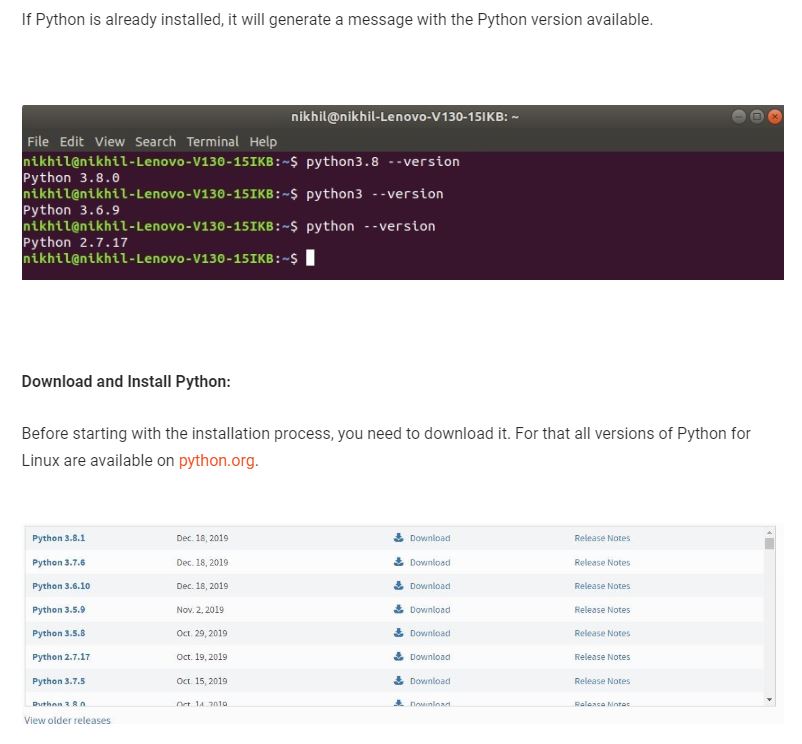 If Python is already installed, it will generate a message with the Python version available.
nikhil@nikhil-Lenovo-V130-15IKB: ~
File Edit View Search Terminal Help
nikhil@nikhil-Lenovo-V130-15IKB:~$ python3.8 --version
Python 3.8.0
nikhil@nikhil-Lenovo-V130-15IKB:~$ python3 --version
Python 3.6.9
nikhil@nikhil-Lenovo-V130-15IKB:~$ python --version
Python 2.7.17
nikhil@nikhil-Lenovo-V130-15IKB:~$
Download and Install Python:
Before starting with the installation process, you need to download it. For that all versions of Python for
Linux are available on python.org.
Python 3.8.1 Dec. 18, 2019 Download Release Notes
Python 3.7.6 Dec. 18, 2019 Download Release Notes
Python 3.6.10 Dec. 18, 2019 Download Release Notes
Python 3.5.9 Nov. 2, 2019 Download Release Notes
Python 3.5.8 Oct. 29, 2019 Download Release Notes
Python 2.7.17 Oct. 19, 2019 Download Release Notes
Python 3.7.5 Oct. 15, 2019 Download Release Notes
Python 3.8.0 Oct. 14, 2019 Download Release Notes
View older releases